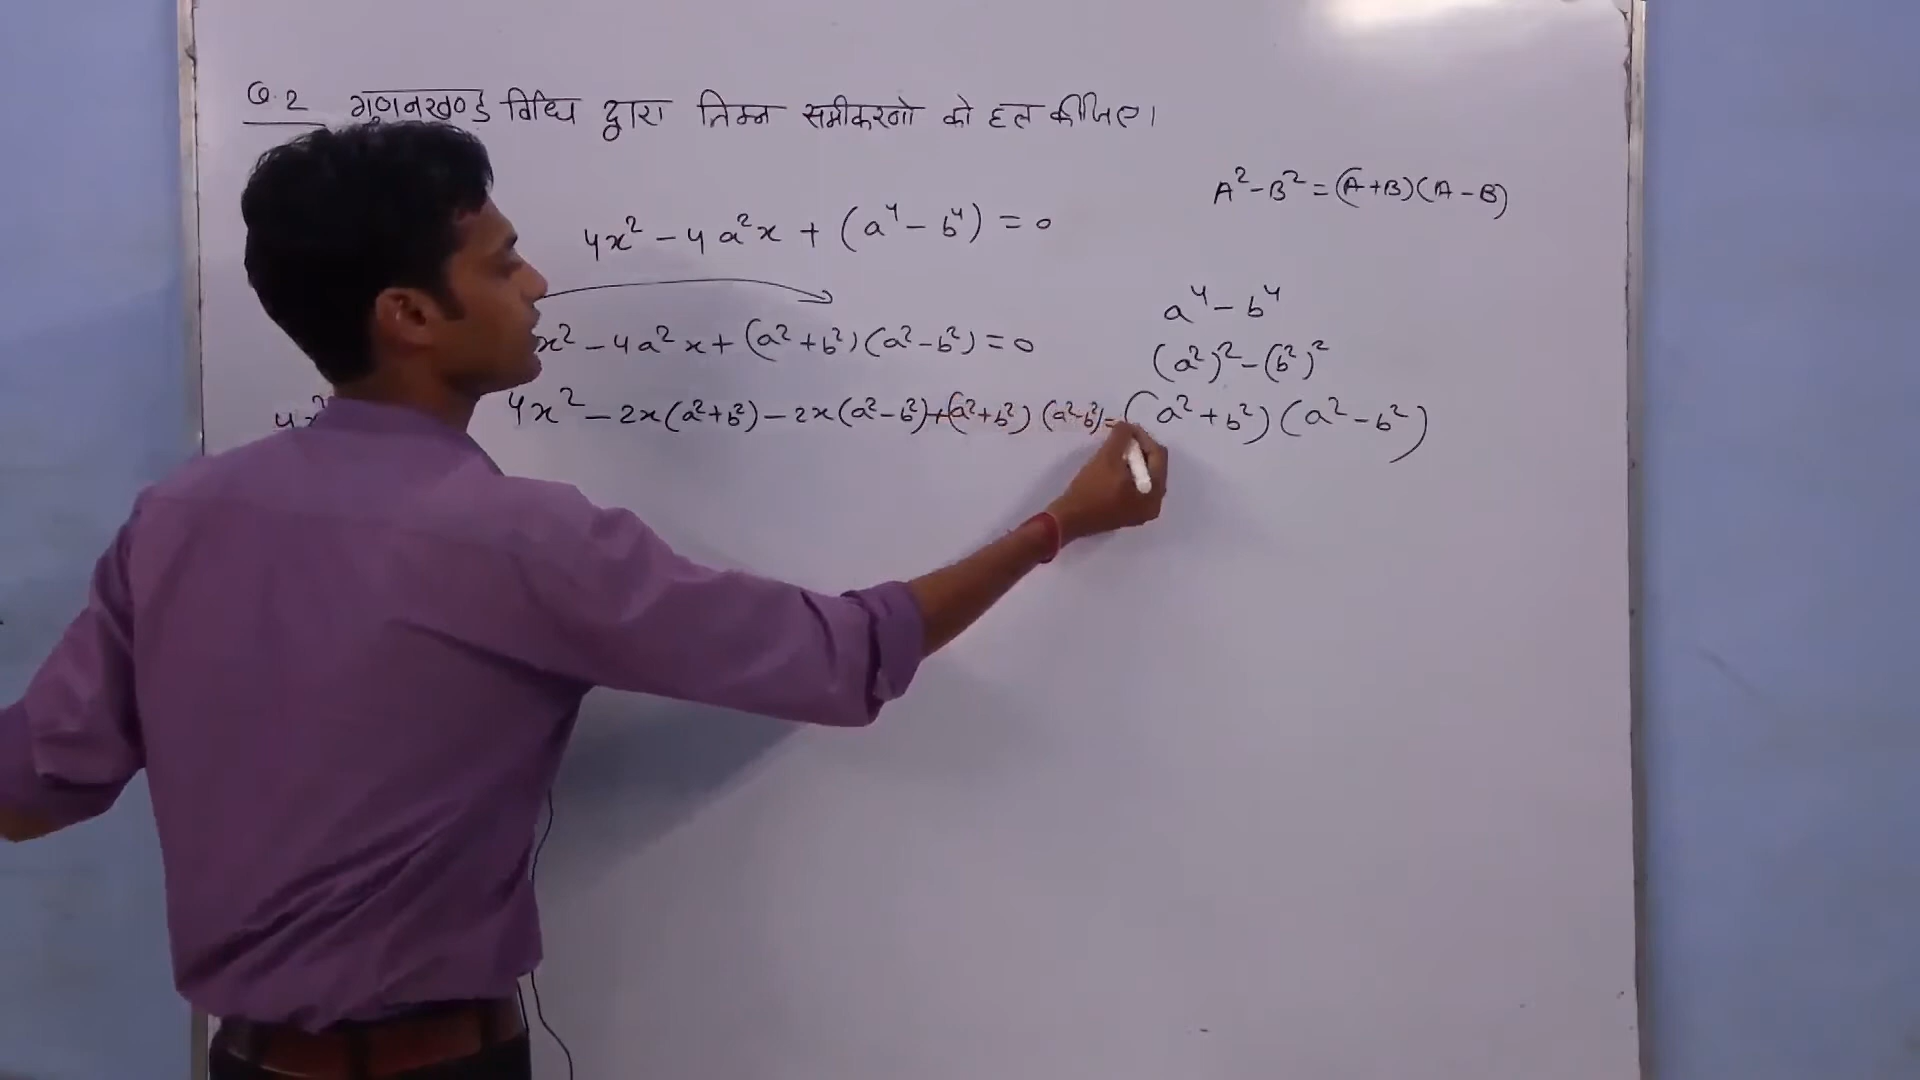 Q.2 गुणनखण्ड विधि द्वारा निम्न समीकरणो को हल कीजिए।
A² - B² = (A+B)(A-B)
4x² - 4a²x + (a⁴ - b⁴) = 0
a⁴ - b⁴
x² - 4a²x + (a² + b²)(a² - b²) = 0
(a²)² - (b²)²
4x²
4x² - 2x(a²+b²) - 2x(a²-b²) + (a²+b²)(a²-b²) =
(a² + b²)(a² - b²)